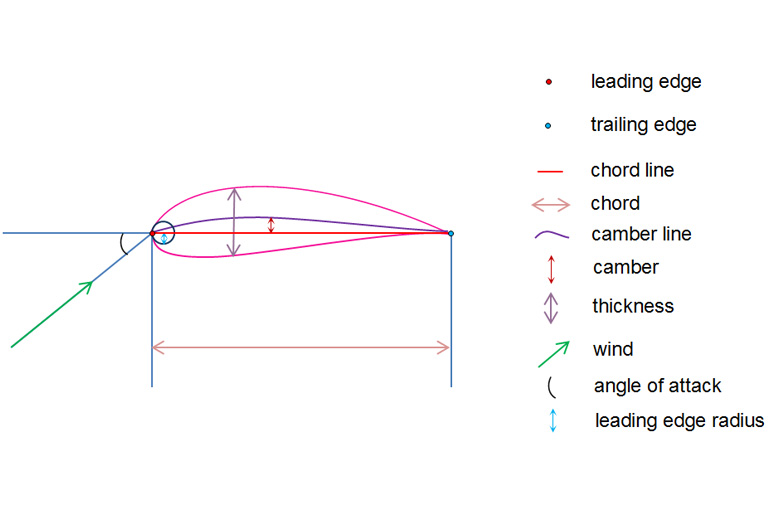 leading edge
trailing edge
chord line
chord
camber line
camber
thickness
wind
angle of attack
leading edge radius